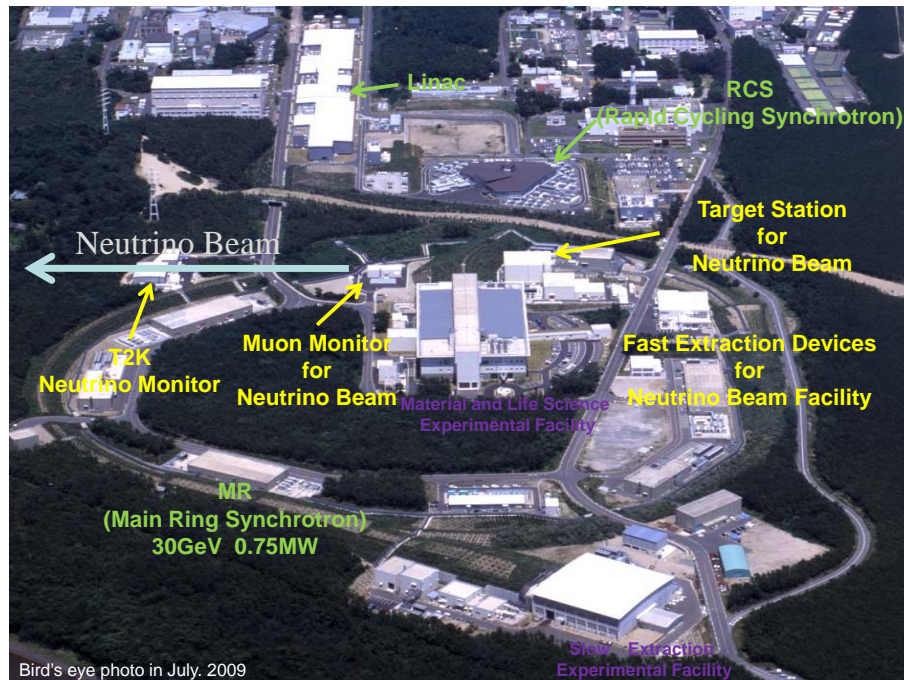 Linac
RCS
(Rapid Cycling Synchrotron)
Target Station
for
Neutrino Beam
Neutrino Beam
T2K
Neutrino Monitor
Muon Monitor
for
Neutrino Beam
Fast Extraction Devices
for
Neutrino Beam Facility
Material and Life Science
Experimental Facility
MR
(Main Ring Synchrotron)
30GeV 0.75MW
Slow Extraction
Experimental Facility
Bird's eye photo in July. 2009